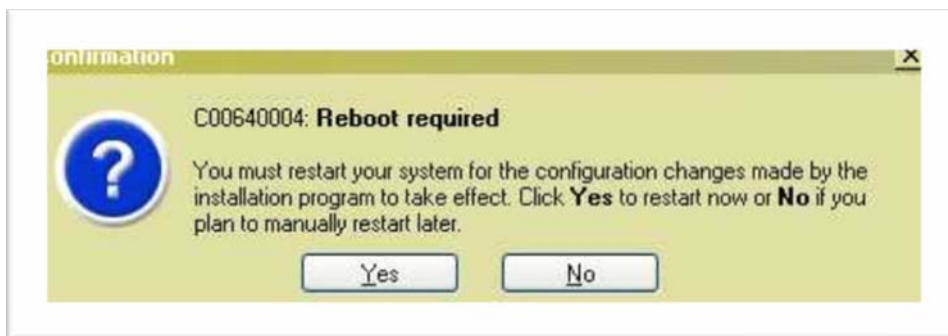 Confirmation
C00640004: Reboot required
You must restart your system for the configuration changes made by the
installation program to take effect. Click Yes to restart now or No if you
plan to manually restart later.
Yes
No